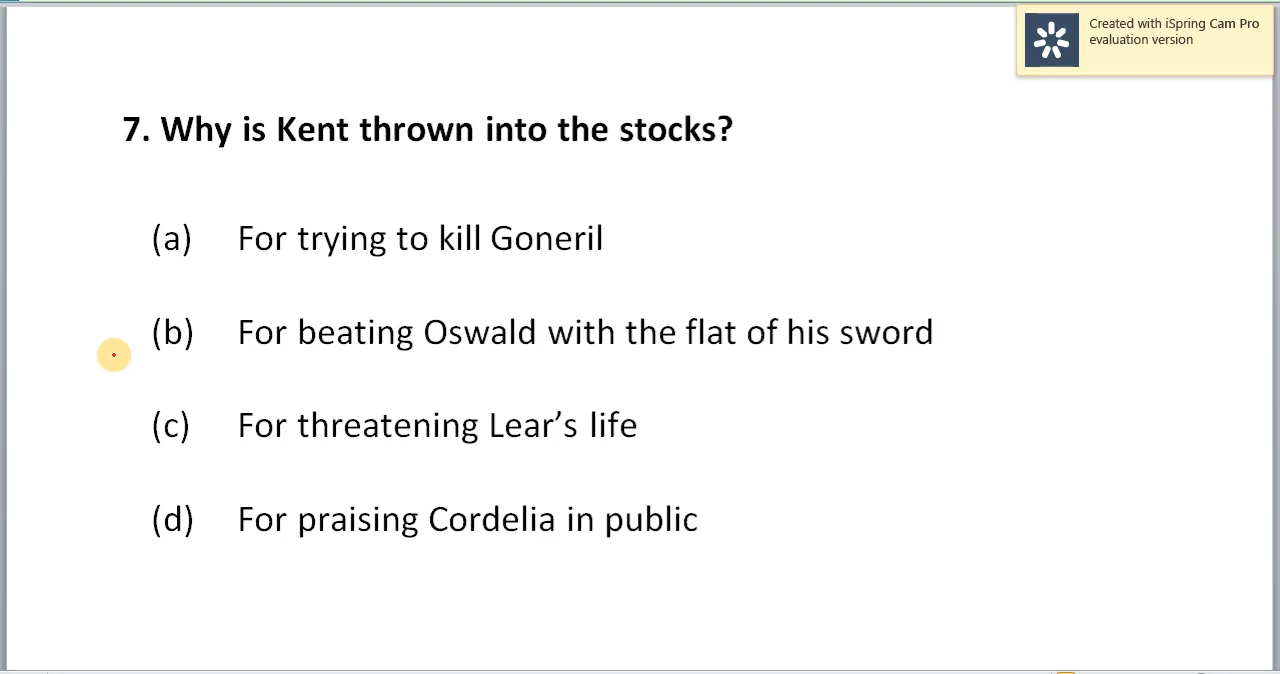 Created with iSpring Cam Pro
evaluation version
7. Why is Kent thrown into the stocks?
(a) For trying to kill Goneril
(b) For beating Oswald with the flat of his sword
(c) For threatening Lear’s life
(d) For praising Cordelia in public